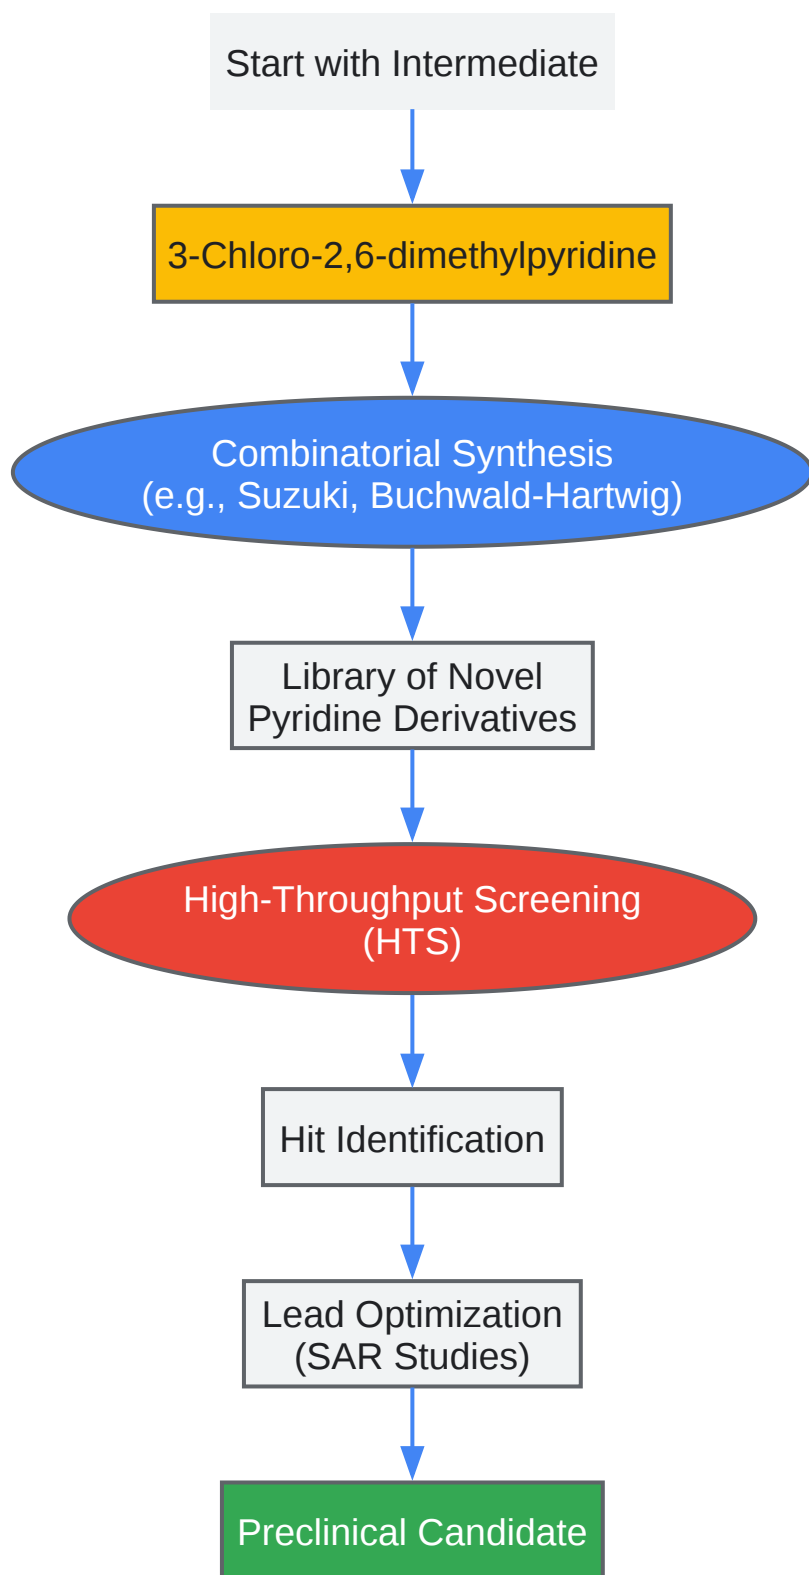 Start with Intermediate
3-Chloro-2,6-dimethylpyridine
Combinatorial Synthesis
(e.g., Suzuki, Buchwald-Hartwig)
Library of Novel
Pyridine Derivatives
High-Throughput Screening
(HTS)
Hit Identification
Lead Optimization
(SAR Studies)
Preclinical Candidate